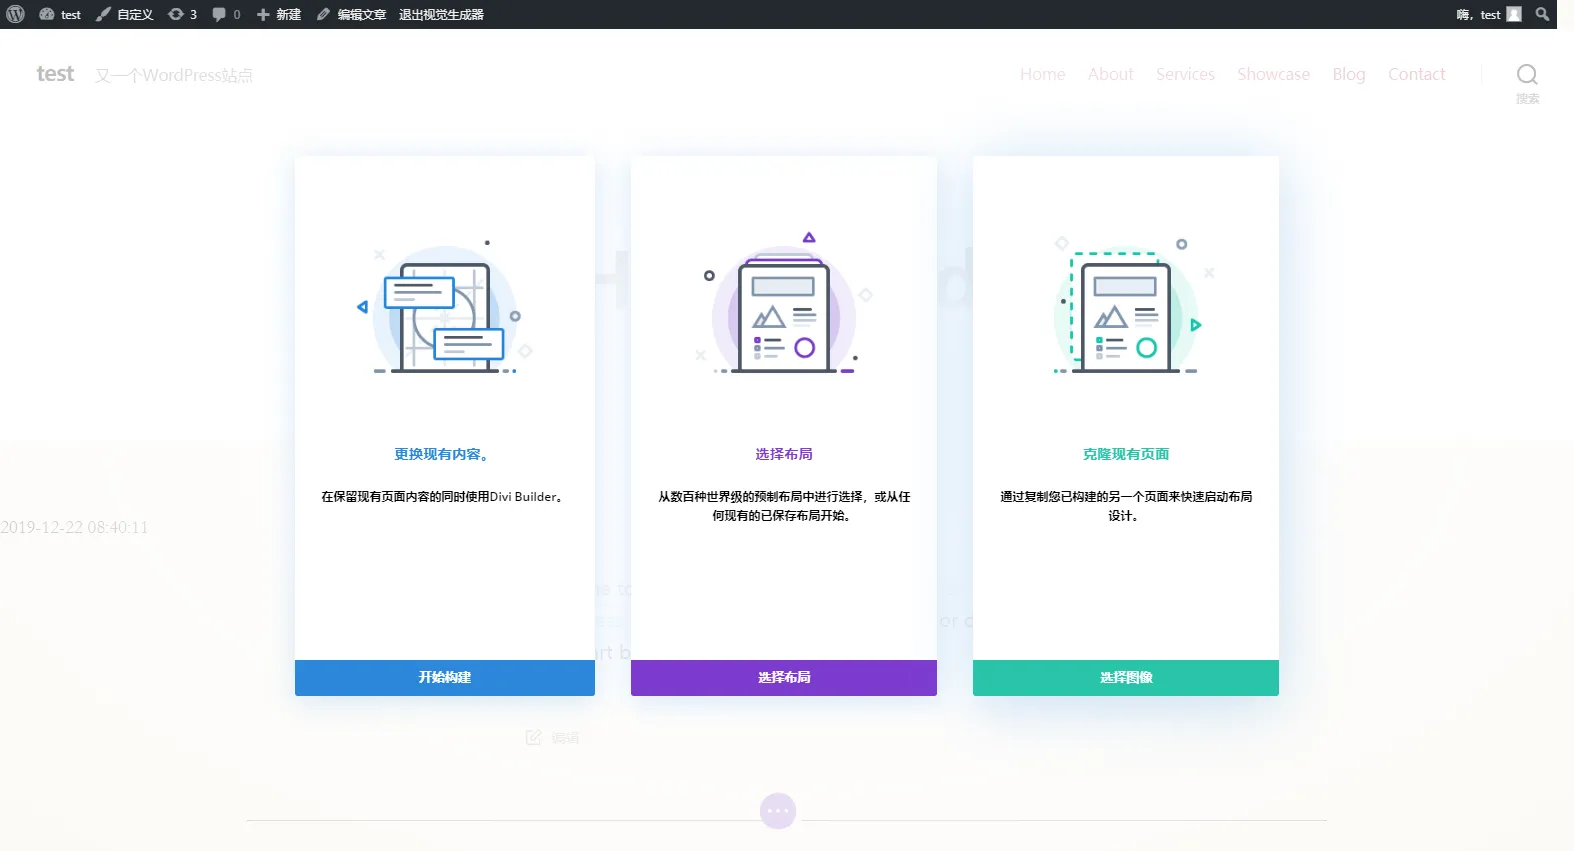 test 自定义 3 0 新建 编辑文章 退出视觉生成器 嗨，test
test 又一个WordPress站点 Home About Services Showcase Blog Contact
搜索
更换现有内容。
在保留现有页面内容的同时使用Divi Builder。
开始构建
选择布局
从数百种世界级的预制布局中进行选择，或从任
何现有的已保存布局开始。
选择布局
克隆现有页面
通过复制您已构建的另一个页面来快速启动布局
设计。
选择图像
2019-12-22 08:40:11
编辑